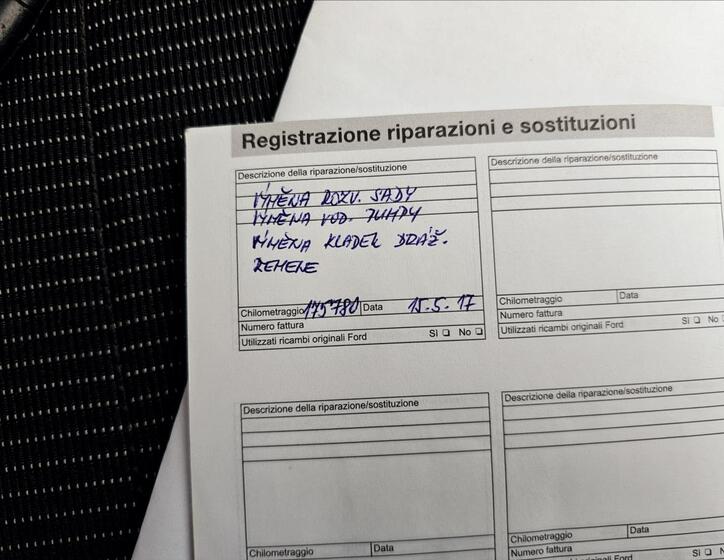 Registrazione riparazioni e sostituzioni
Descrizione della riparazione/sostituzione
VÝMĚNA ROZV. SADY
VÝMĚNA VOD. PUMPY
VÝMĚNA KLADEK DRÁŽ.
ŘEMENE
Chilometraggio 175780 Data 15.5.17
Numero fattura
Utilizzati ricambi originali Ford Sì No
Descrizione della riparazione/sostituzione
Chilometraggio Data
Numero fattura
Utilizzati ricambi originali Ford Sì No
Descrizione della riparazione/sostituzione
Chilometraggio Data
Descrizione della riparazione/sostituzione
Chilometraggio Data
Numero fattura
Sì